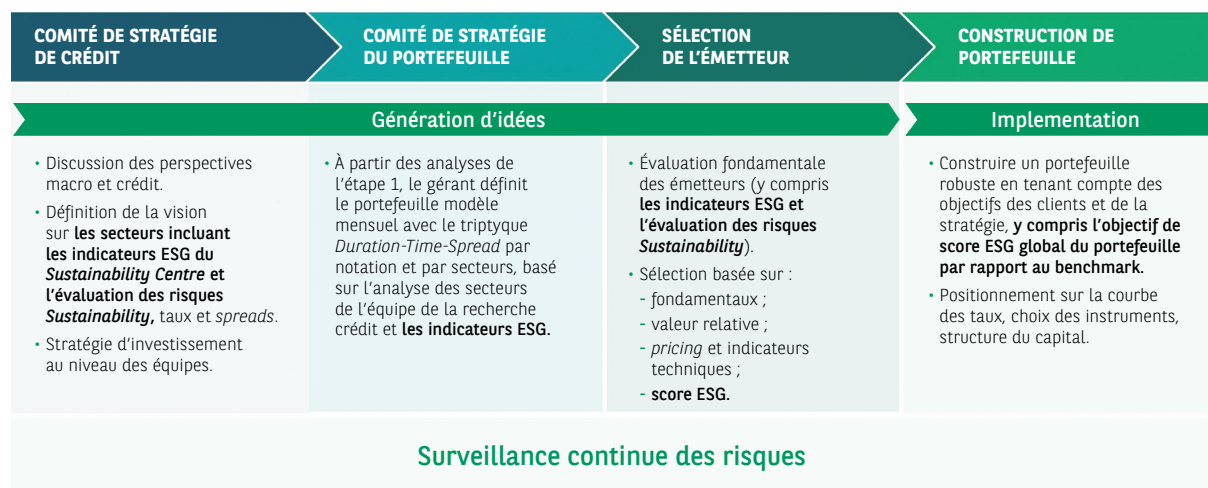 COMITÉ DE STRATÉGIE
DE CRÉDIT
COMITÉ DE STRATÉGIE
DU PORTEFEUILLE
SÉLECTION
DE L'ÉMETTEUR
CONSTRUCTION DE
PORTEFEUILLE
Génération d'idées
Implementation
• Discussion des perspectives
macro et crédit.
• Définition de la vision
sur les secteurs incluant
les indicateurs ESG du
Sustainability Centre et
l'évaluation des risques
Sustainability, taux et spreads.
• Stratégie d'investissement
au niveau des équipes.
• À partir des analyses de
l'étape 1, le gérant définit
le portefeuille modèle
mensuel avec le triptyque
Duration-Time-Spread par
notation et par secteurs, basé
sur l'analyse des secteurs
de l'équipe de la recherche
crédit et les indicateurs ESG.
• Évaluation fondamentale
des émetteurs (y compris
les indicateurs ESG et
l'évaluation des risques
Sustainability).
• Sélection basée sur :
- fondamentaux ;
- valeur relative ;
- pricing et indicateurs
techniques ;
- score ESG.
• Construire un portefeuille
robuste en tenant compte des
objectifs des clients et de la
stratégie, y compris l'objectif de
score ESG global du portefeuille
par rapport au benchmark.
• Positionnement sur la courbe
des taux, choix des instruments,
structure du capital.
Surveillance continue des risques